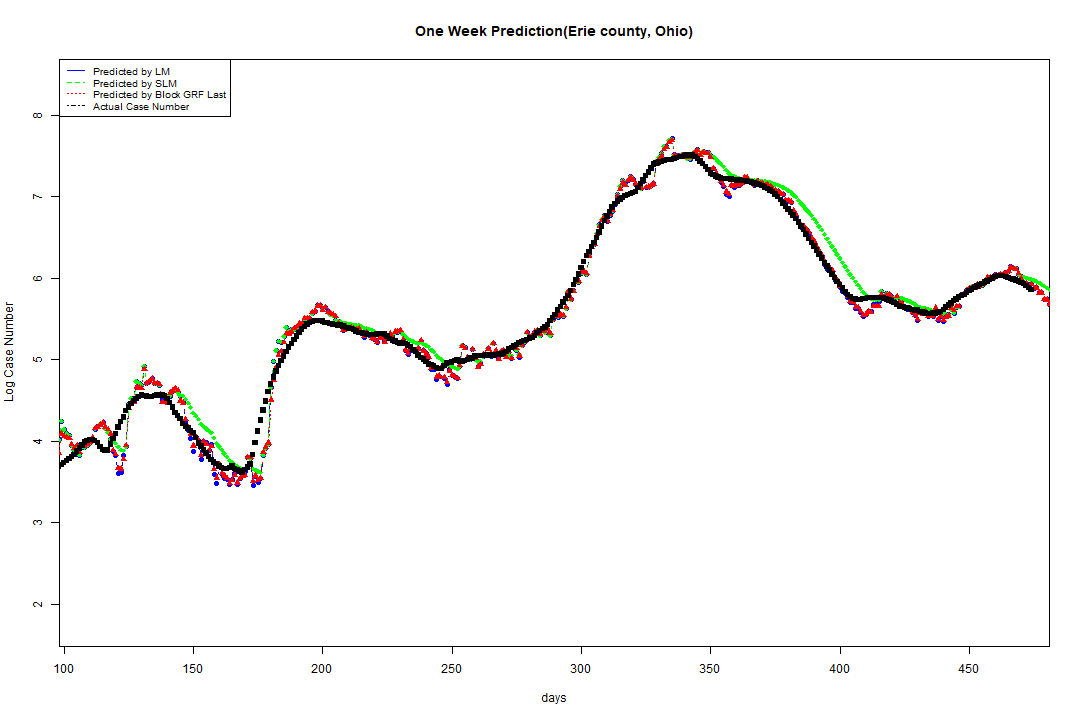 One Week Prediction(Erie county, Ohio)
Predicted by LM
Predicted by SLM
Predicted by Block GRF Last
Actual Case Number
Log Case Number
8
7
6
5
4
3
2
100 150 200 250 300 350 400 450
days